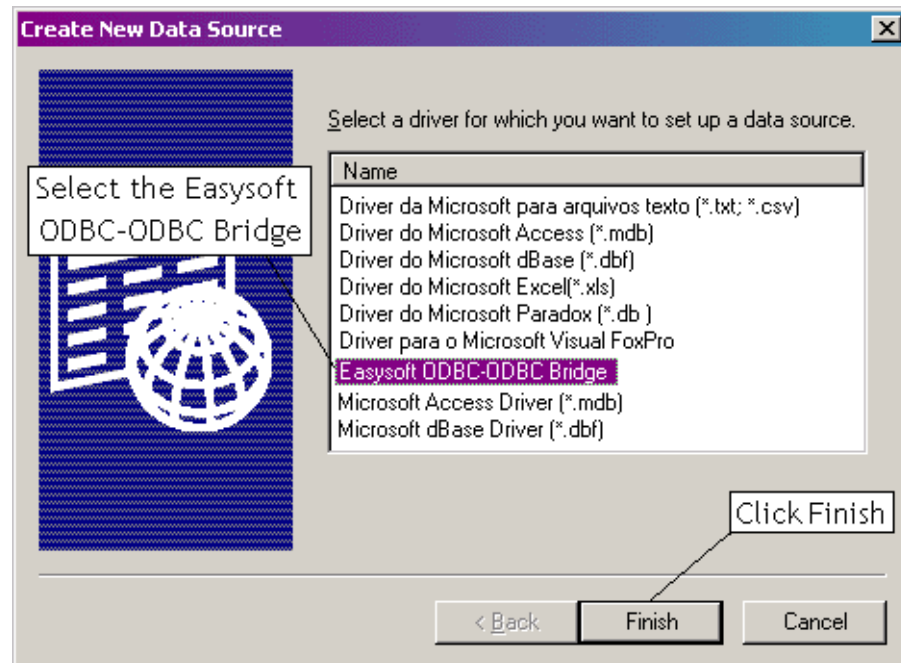 Create New Data Source
Select a driver for which you want to set up a data source.
Name
Select the Easysoft
ODBC-ODBC Bridge
Driver da Microsoft para arquivos texto (*.txt; *.csv)
Driver do Microsoft Access (*.mdb)
Driver do Microsoft dBase (*.dbf)
Driver do Microsoft Excel(*.xls)
Driver do Microsoft Paradox (*.db )
Driver para o Microsoft Visual FoxPro
Easysoft ODBC-ODBC Bridge
Microsoft Access Driver (*.mdb)
Microsoft dBase Driver (*.dbf)
Click Finish
< Back
Finish
Cancel